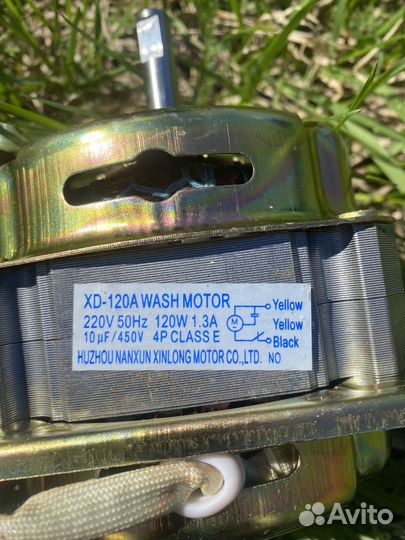 XD-120A WASH MOTOR
220V 50Hz 120W 1.3A
10μF/450V 4P CLASS E
HUZHOU NANXUN XINLONG MOTOR CO.,LTD. NO
M
Yellow
Yellow
Black
Avito